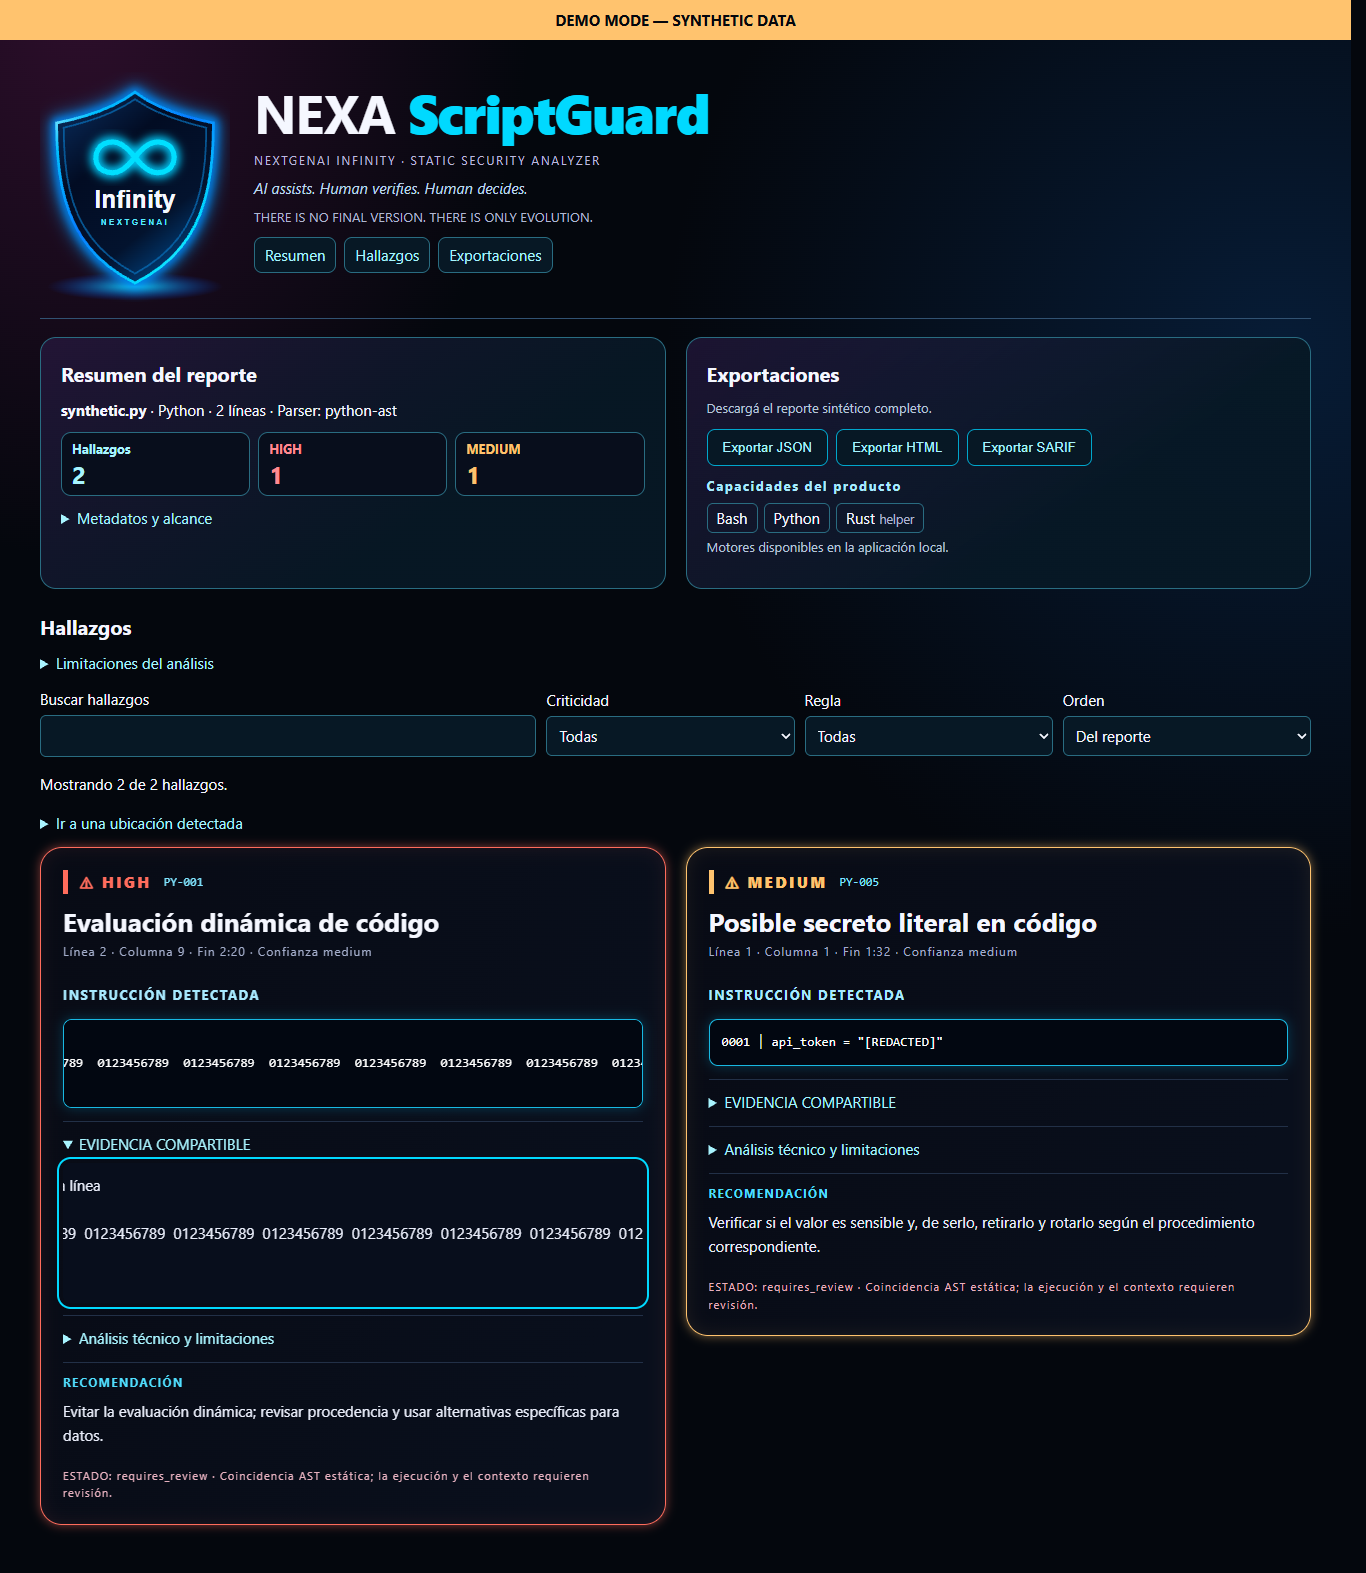 DEMO MODE — SYNTHETIC DATA
Infinity
NEXTGENAI
NEXA ScriptGuard
NEXTGENAI INFINITY · STATIC SECURITY ANALYZER
AI assists. Human verifies. Human decides.
THERE IS NO FINAL VERSION. THERE IS ONLY EVOLUTION.
Resumen Hallazgos Exportaciones
Resumen del reporte
synthetic.py · Python · 2 líneas · Parser: python-ast
Hallazgos HIGH MEDIUM
2 1 1
Metadatos y alcance
Exportaciones
Descargá el reporte sintético completo.
Exportar JSON Exportar HTML Exportar SARIF
Capacidades del producto
Bash Python Rust helper
Motores disponibles en la aplicación local.
Hallazgos
Limitaciones del análisis
Buscar hallazgos Criticidad Regla Orden
Todas Todas Del reporte
Mostrando 2 de 2 hallazgos.
Ir a una ubicación detectada
⚠ HIGH PY-001
Evaluación dinámica de código
Línea 2 · Columna 9 · Fin 2:20 · Confianza medium
INSTRUCCIÓN DETECTADA
789 0123456789 0123456789 0123456789 0123456789 0123456789 0123456789 0123
EVIDENCIA COMPARTIBLE
línea
89 0123456789 0123456789 0123456789 0123456789 0123456789 0123456789 012
Análisis técnico y limitaciones
RECOMENDACIÓN
Evitar la evaluación dinámica; revisar procedencia y usar alternativas específicas para
datos.
ESTADO: requires_review · Coincidencia AST estática; la ejecución y el contexto requieren
revisión.
⚠ MEDIUM PY-005
Posible secreto literal en código
Línea 1 · Columna 1 · Fin 1:32 · Confianza medium
INSTRUCCIÓN DETECTADA
0001 | api_token = "[REDACTED]"
EVIDENCIA COMPARTIBLE
Análisis técnico y limitaciones
RECOMENDACIÓN
Verificar si el valor es sensible y, de serlo, retirarlo y rotarlo según el procedimiento
correspondiente.
ESTADO: requires_review · Coincidencia AST estática; la ejecución y el contexto requieren
revisión.